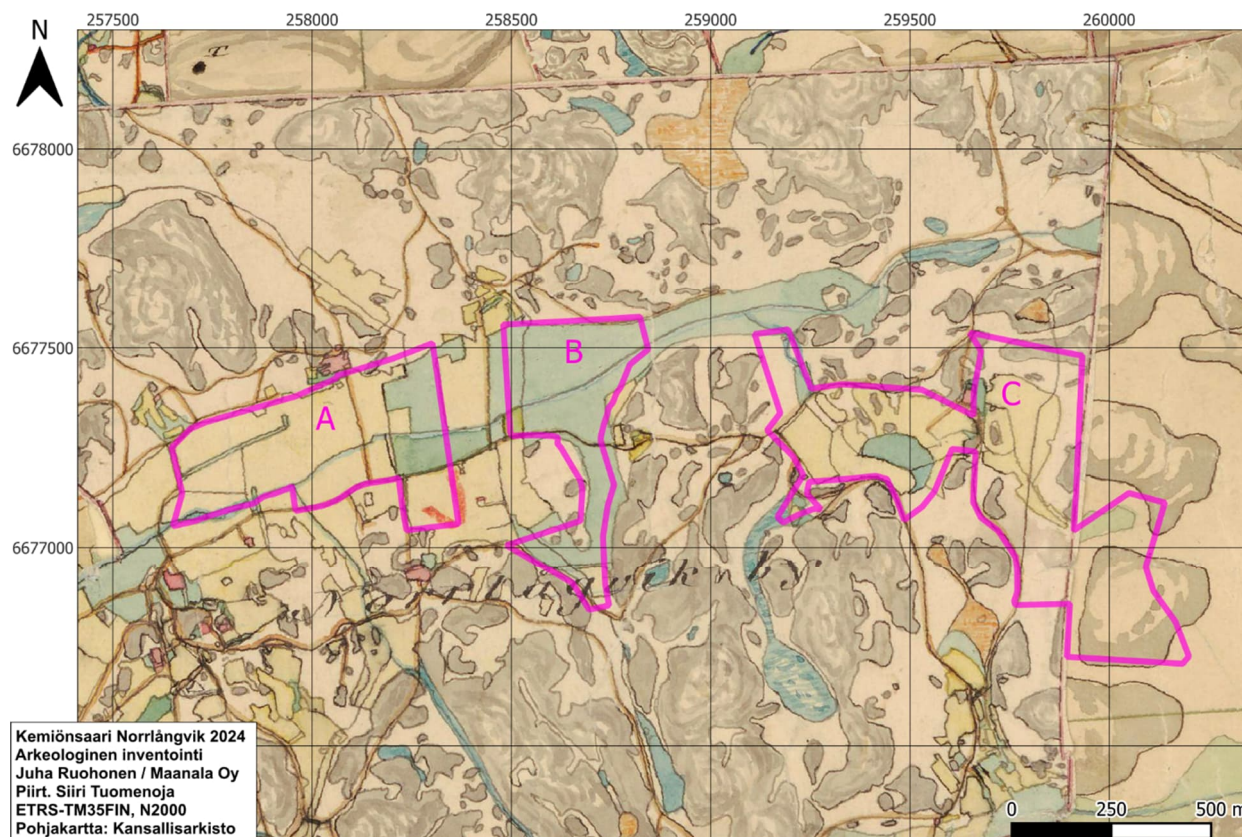 257500 258000 258500 259000 259500 260000
N
6678000
6677500
6677000
A
B
C
Kemiönsaari Norrlångvik 2024
Arkeologinen inventointi
Juha Ruohonen / Maanala Oy
Piirt. Siiri Tuomenoja
ETRS-TM35FIN, N2000
Pohjakartta: Kansallisarkisto
0 250 500 m